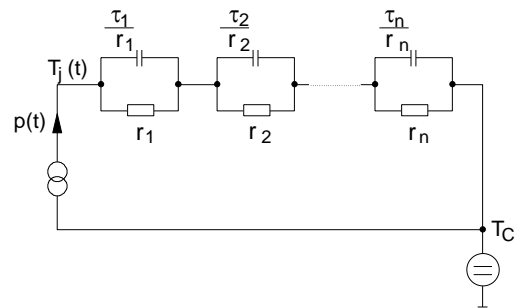 τ1 τ2 τn
r1 r2 rn
Tj (t)
p(t)
r1 r2 rn
TC